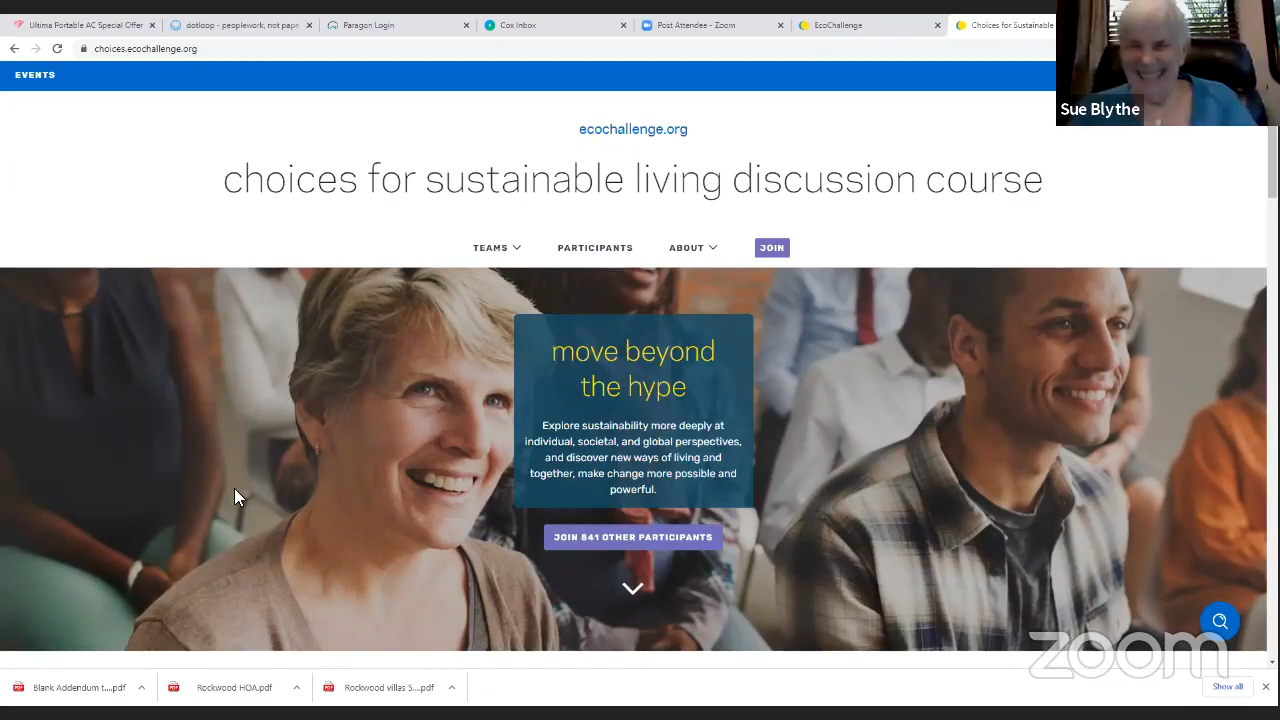 Ultima Portable AC Special Offer
dotloop - peoplework, not pape
Paragon Login
Cox Inbox
Post Attendee - Zoom
EcoChallenge
Choices for Sustainable
choices.ecochallenge.org
EVENTS
Sue Blythe
ecochallenge.org
choices for sustainable living discussion course
TEAMS
PARTICIPANTS
ABOUT
JOIN
move beyond
the hype
Explore sustainability more deeply at
individual, societal, and global perspectives,
and discover new ways of living and
together, make change more possible and
powerful.
JOIN 841 OTHER PARTICIPANTS
zoom
Blank Addendum t....pdf
Rockwood HOA.pdf
Rockwood villas S....pdf
Show all